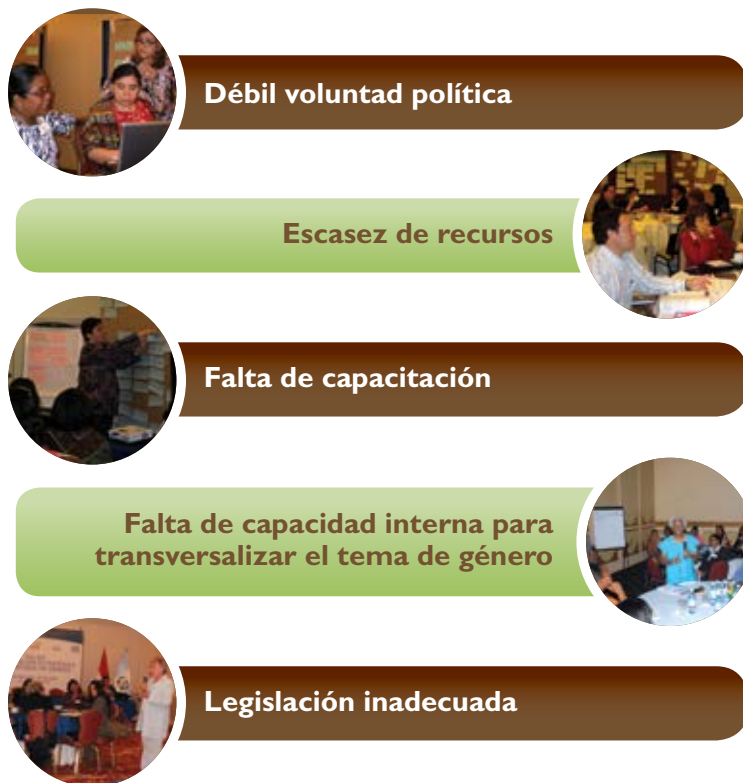 Débil voluntad política
Escasez de recursos
Falta de capacitación
Falta de capacidad interna para
transversalizar el tema de género
Legislación inadecuada